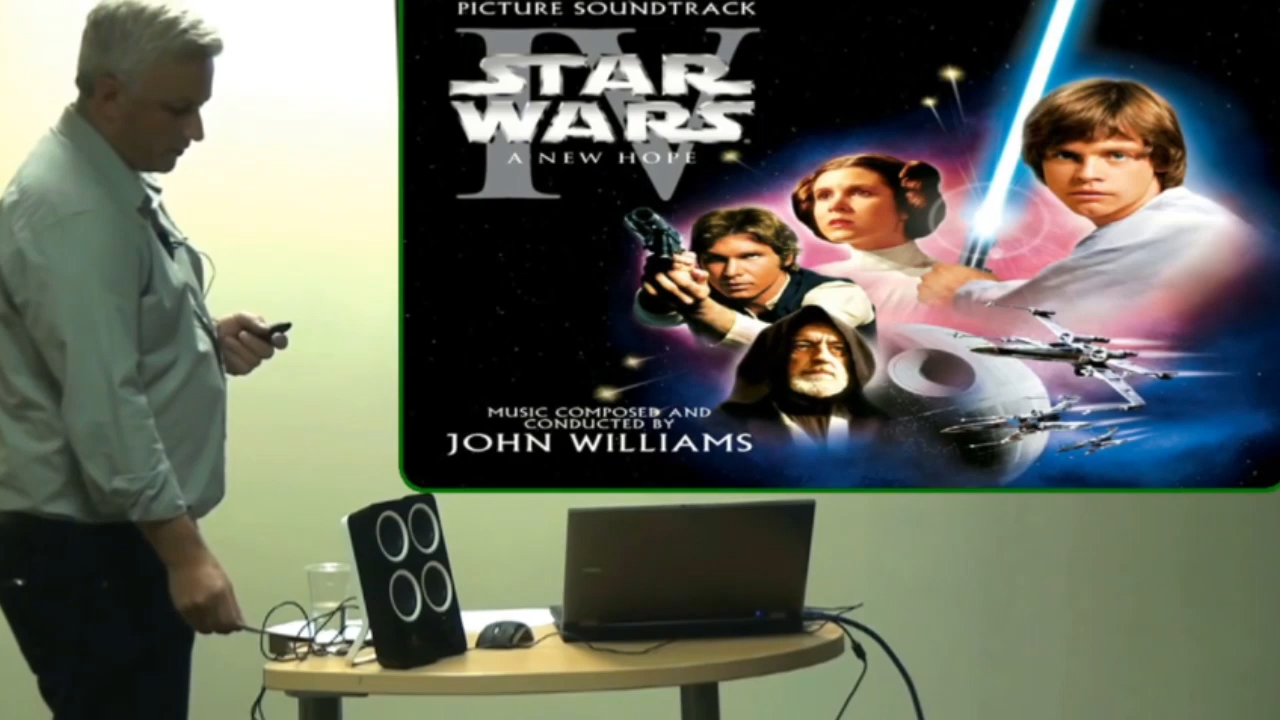 PICTURE SOUNDTRACK
IV
STAR
WARS
A NEW HOPE
MUSIC COMPOSED AND
CONDUCTED BY
JOHN WILLIAMS